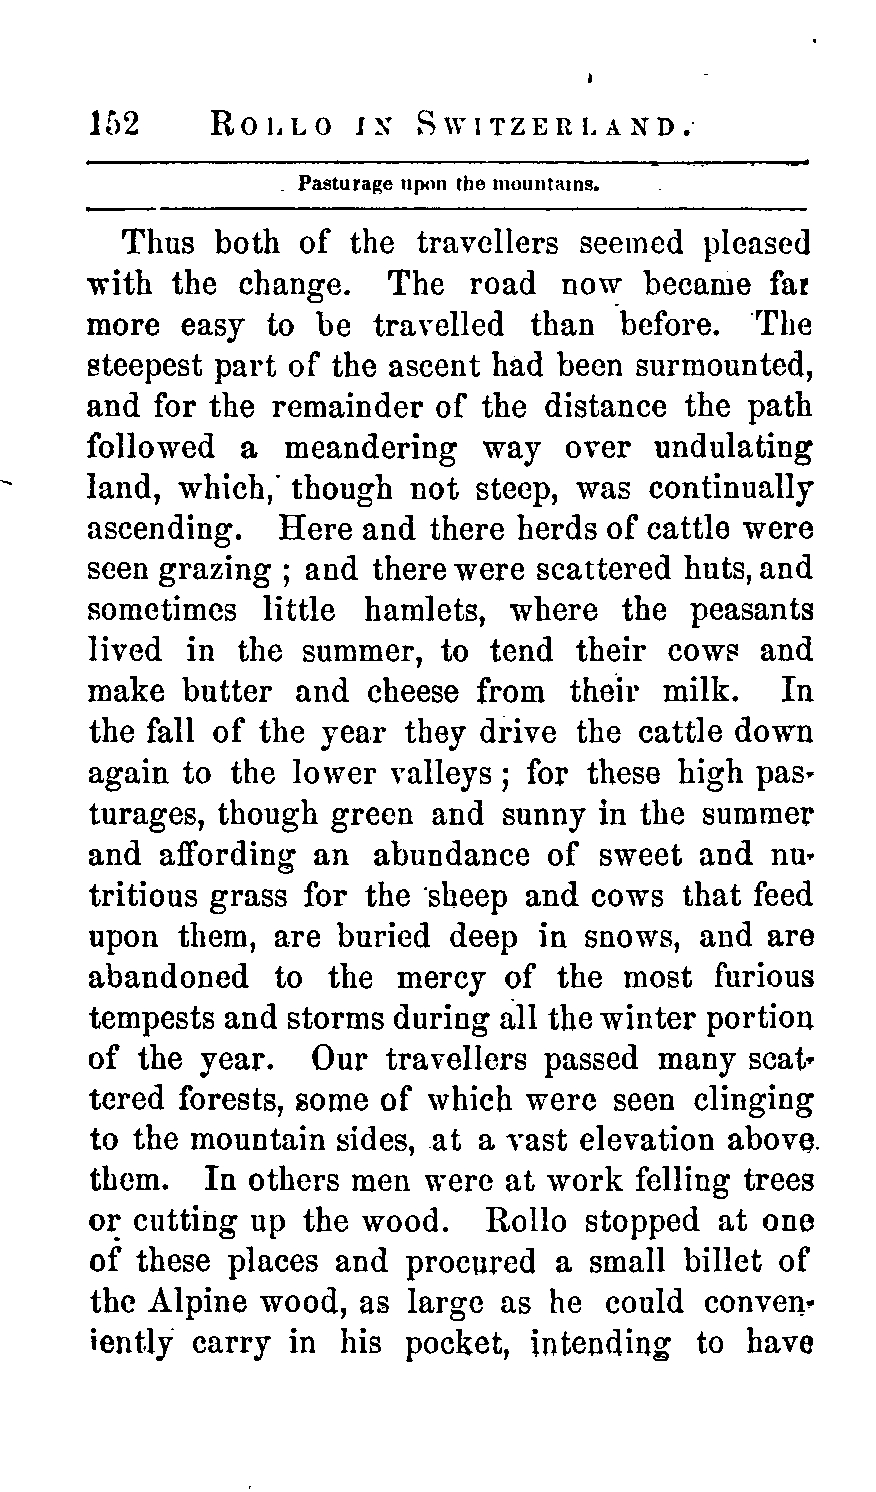 152 ROLLO IN SWITZERLAND.
Pasturage upon the mountains.
Thus both of the travellers seemed pleased
with the change. The road now became far
more easy to be travelled than before. The
steepest part of the ascent had been surmounted,
and for the remainder of the distance the path
followed a meandering way over undulating
land, which, though not steep, was continually
ascending. Here and there herds of cattle were
seen grazing ; and there were scattered huts, and
sometimes little hamlets, where the peasants
lived in the summer, to tend their cows and
make butter and cheese from their milk. In
the fall of the year they drive the cattle down
again to the lower valleys ; for these high pas-
turages, though green and sunny in the summer
and affording an abundance of sweet and nu-
tritious grass for the sheep and cows that feed
upon them, are buried deep in snows, and are
abandoned to the mercy of the most furious
tempests and storms during all the winter portion
of the year. Our travellers passed many scat-
tered forests, some of which were seen clinging
to the mountain sides, at a vast elevation above
them. In others men were at work felling trees
or cutting up the wood. Rollo stopped at one
of these places and procured a small billet of
the Alpine wood, as large as he could conven-
iently carry in his pocket, intending to have